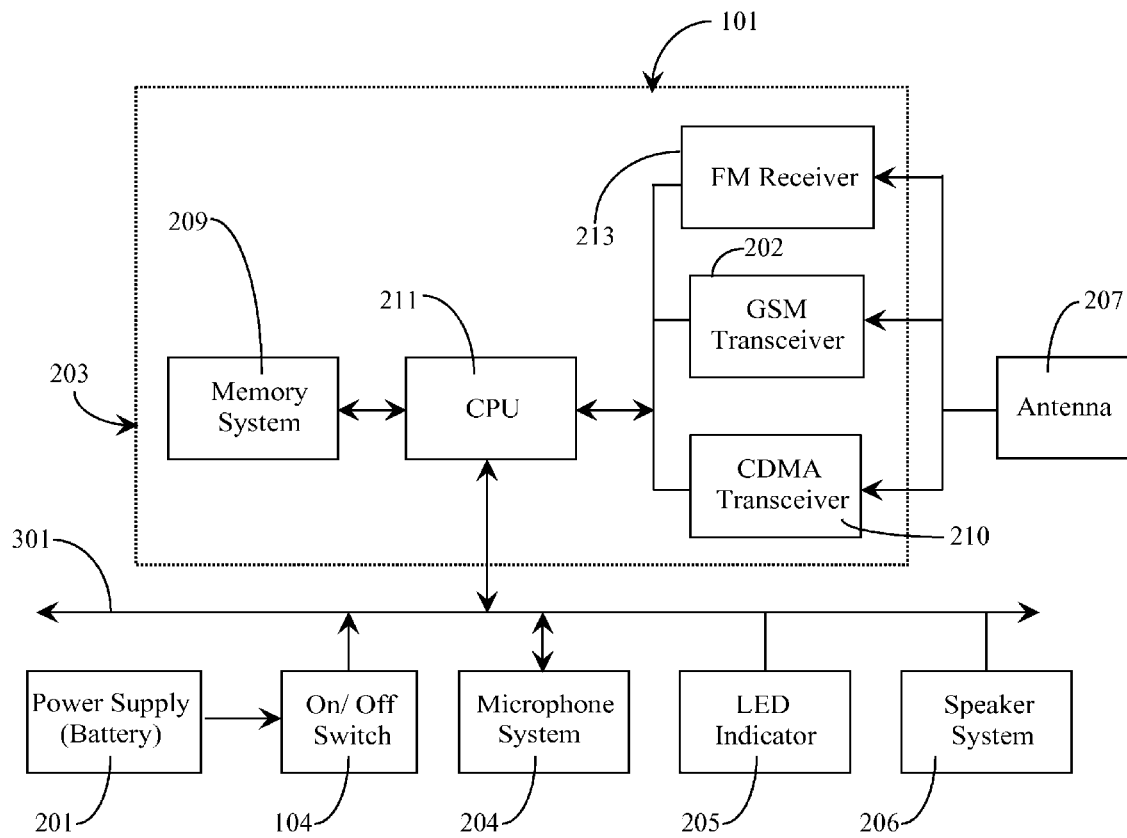 101
FM Receiver
213
209
202
GSM
Transceiver
211
207
203
Memory
System
CPU
Antenna
CDMA
Transceiver
210
301
Power Supply
(Battery)
On/ Off
Switch
Microphone
System
LED
Indicator
Speaker
System
201
104
204
205
206